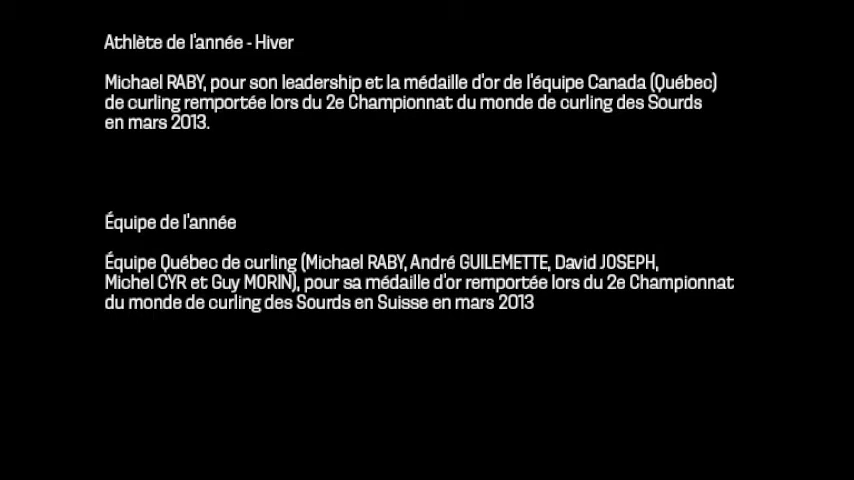 Athlète de l'année - Hiver
Michael RABY, pour son leadership et la médaille d'or de l'équipe Canada (Québec)
de curling remportée lors du 2e Championnat du monde de curling des Sourds
en mars 2013.
Équipe de l'année
Équipe Québec de curling (Michael RABY, André GUILEMETTE, David JOSEPH,
Michel CYR et Guy MORIN), pour sa médaille d'or remportée lors du 2e Championnat
du monde de curling des Sourds en Suisse en mars 2013